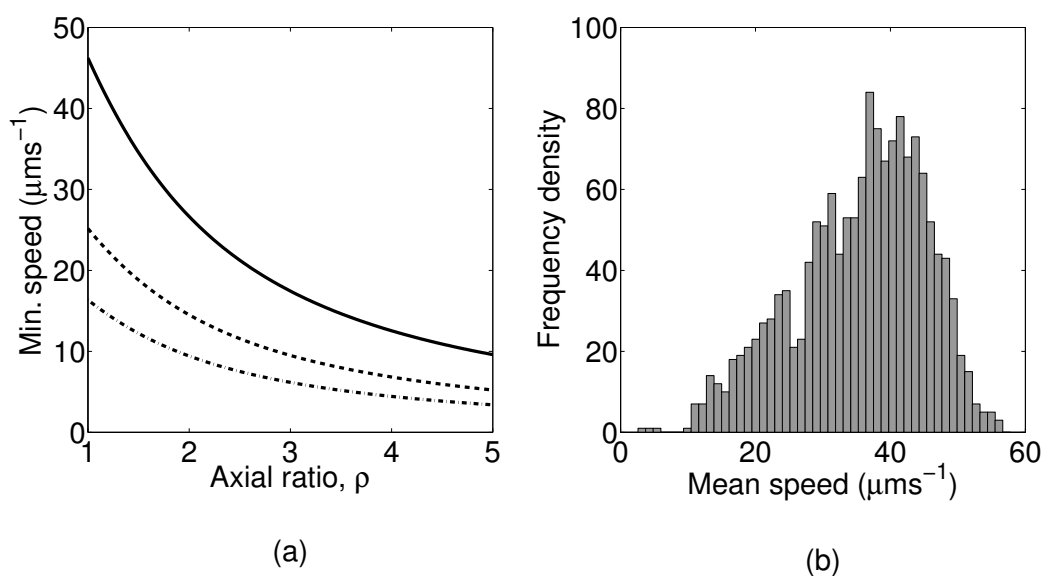 50
40
30
20
10
0
Min. speed (μms⁻¹)
1 2 3 4 5
Axial ratio, ρ
(a)
100
80
60
40
20
0
Frequency density
0 20 40 60
Mean speed (μms⁻¹)
(b)